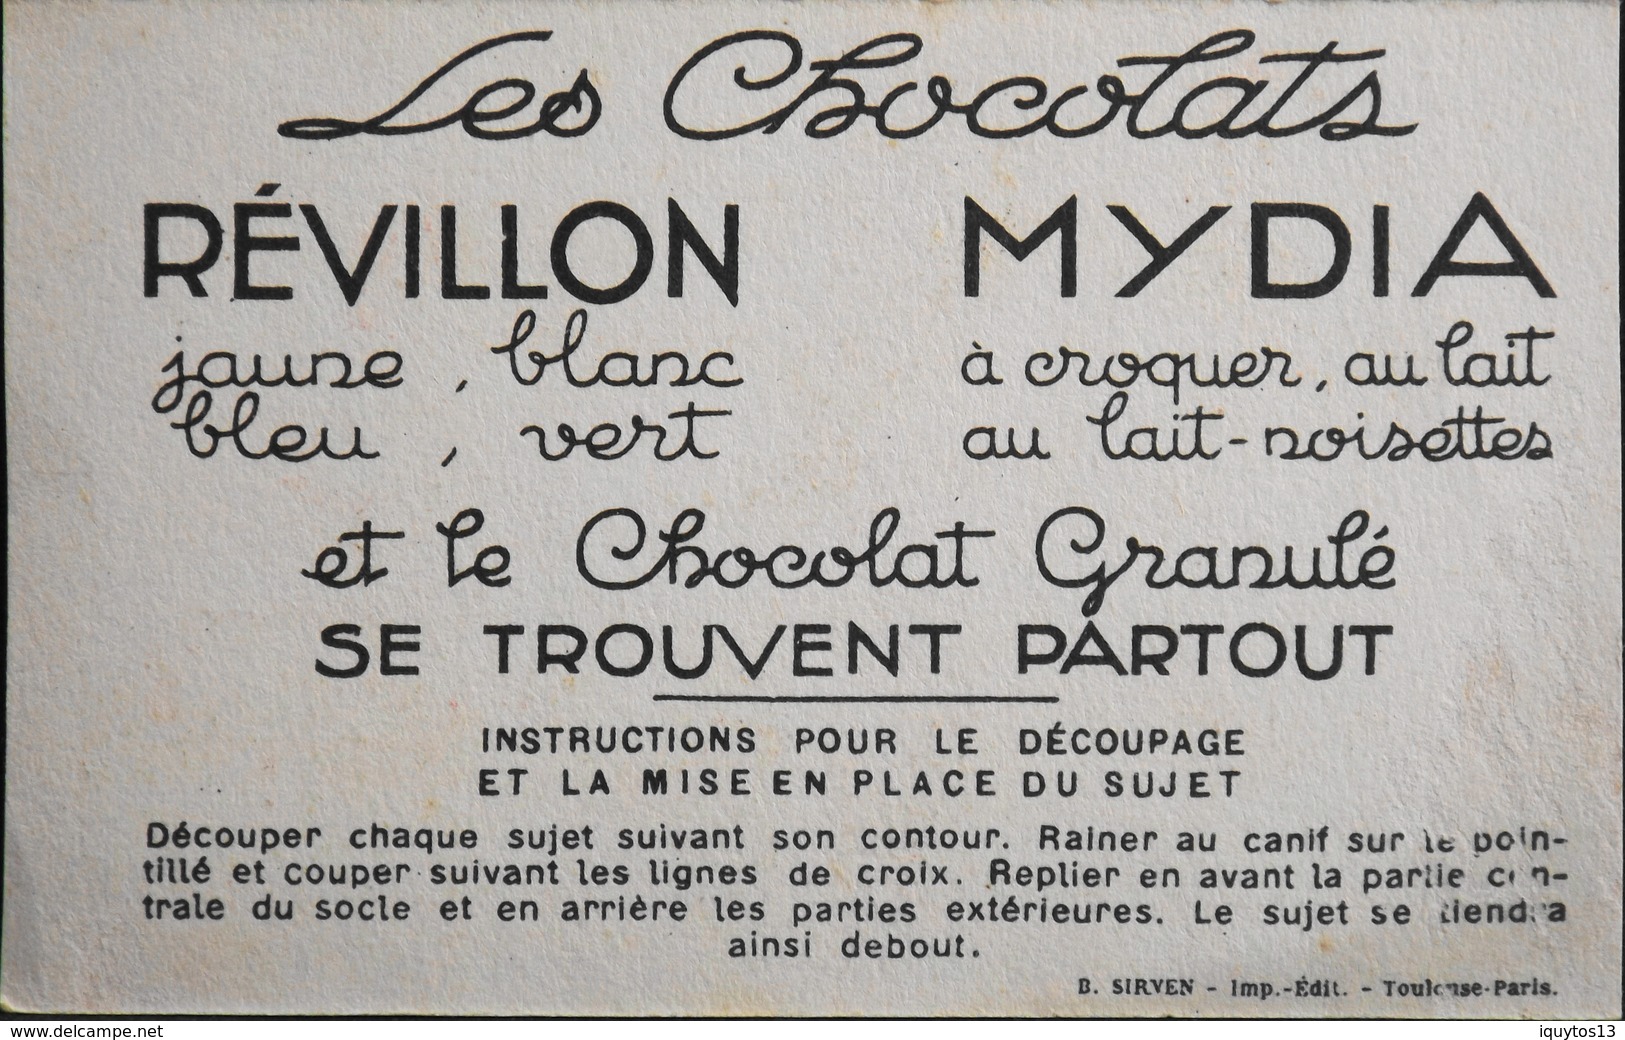 Les Chocolats
RÉVILLON MYDIA
jaune, blanc à croquer, au lait
bleu, vert au lait-noisettes
et le Chocolat Granulé
SE TROUVENT PARTOUT
INSTRUCTIONS POUR LE DÉCOUPAGE
ET LA MISE EN PLACE DU SUJET
Découper chaque sujet suivant son contour. Rainer au canif sur le poin-
tillé et couper suivant les lignes de croix. Replier en avant la partie cen-
trale du socle et en arrière les parties extérieures. Le sujet se tiendra
ainsi debout.
B. SIRVEN - Imp.-Édit. - Toulouse-Paris.
www.delcampe.net iquytos13